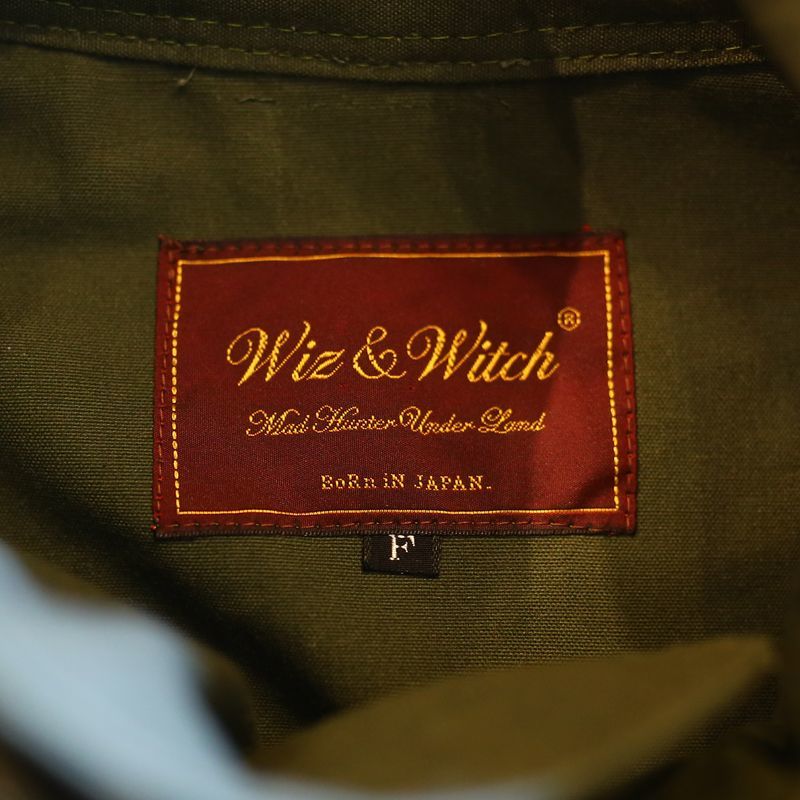 Wiz & Witch®
Mad Hunter Under Land
BoRn iN JAPAN.
F